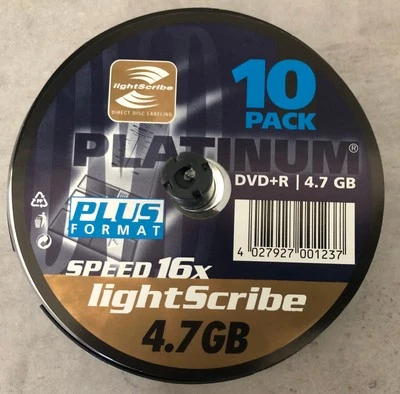 lightScribe
DIRECT DISC LABELING
10
PACK
PLATINUM®
DVD+R | 4.7 GB
PLUS
FORMAT
PP
4 027927 001237
SPEED 16x
lightScribe
4.7GB